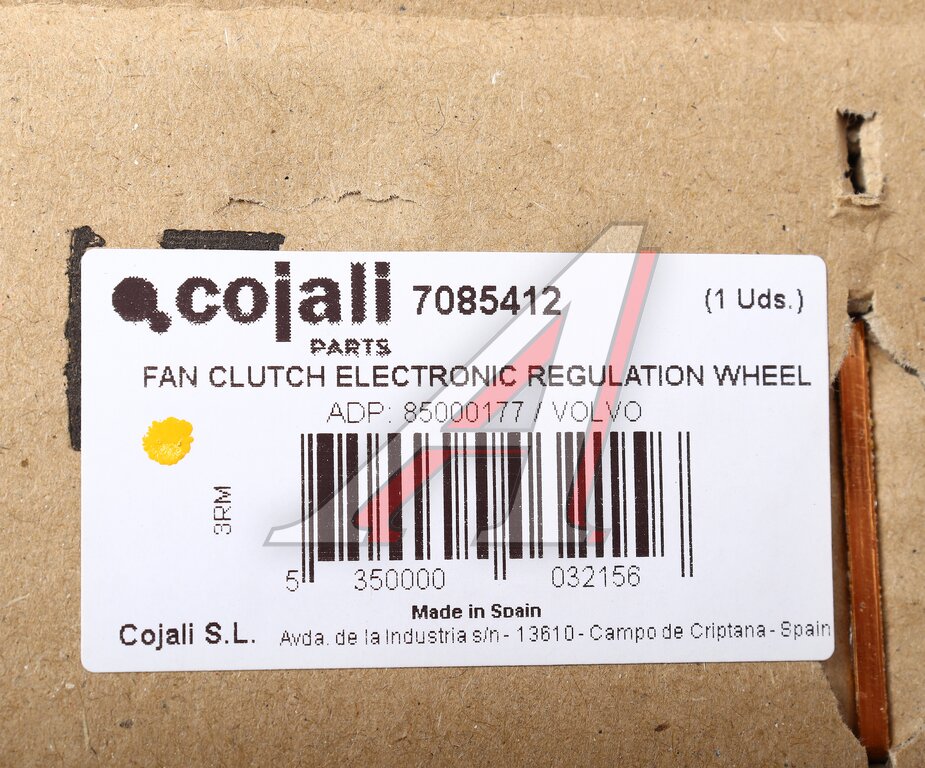 cojali 7085412 (1 Uds.)
PARTS
FAN CLUTCH ELECTRONIC REGULATION WHEEL
ADP: 85000177 / VOLVO
3RM
5 350000 032156
Made in Spain
Cojali S.L. Avda. de la Industria s/n - 13610 - Campo de Criptana - Spain